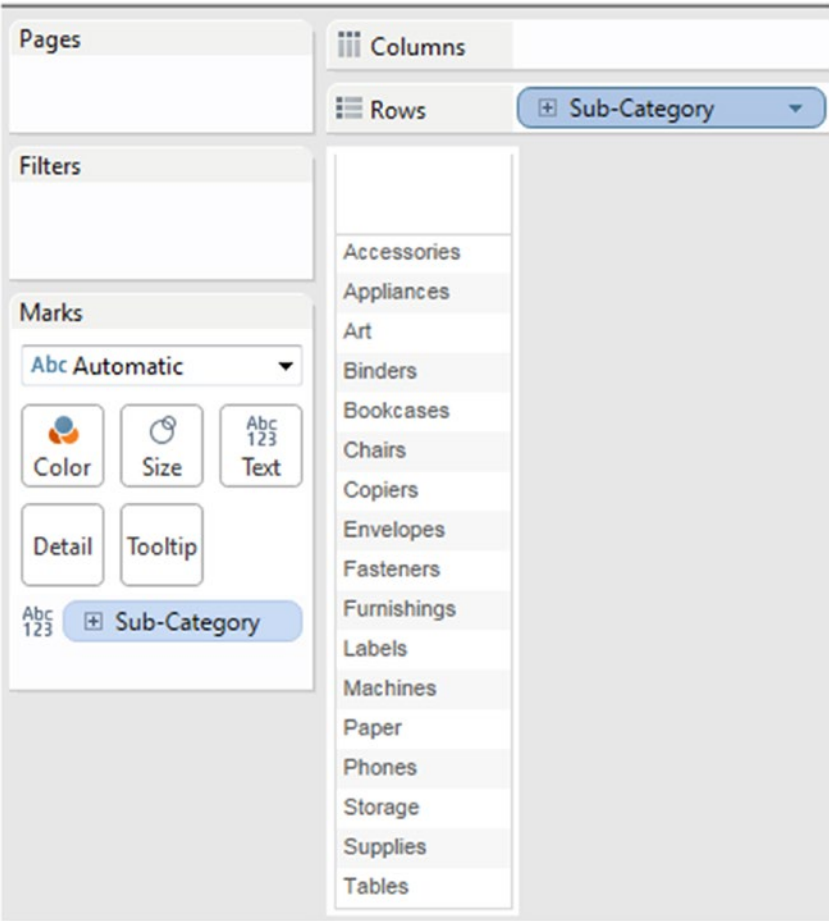 Pages
Columns
Rows
Sub-Category
Filters
Marks
Abc Automatic
Color
Size
Abc
123
Text
Detail
Tooltip
Abc
123
Sub-Category
Accessories
Appliances
Art
Binders
Bookcases
Chairs
Copiers
Envelopes
Fasteners
Furnishings
Labels
Machines
Paper
Phones
Storage
Supplies
Tables